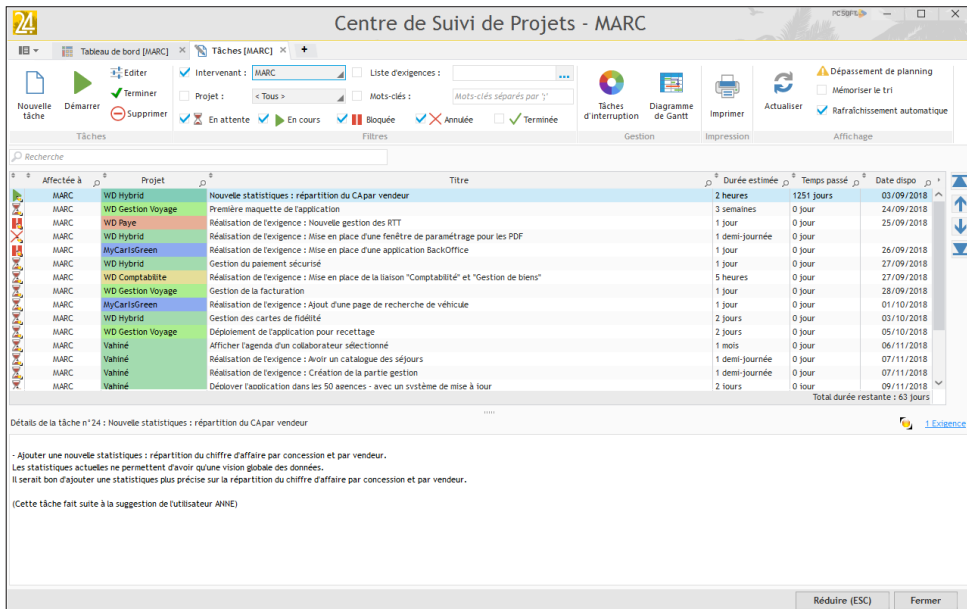 24
Centre de Suivi de Projets - MARC
PCSOFT
Tableau de bord [MARC] × Tâches [MARC] × +
Nouvelle tâche
Démarrer
Editer
Terminer
Supprimer
Tâches
Intervenant : MARC
Liste d'exigences : ...
Projet : < Tous >
Mots-clés : Mots-clés séparés par ';'
En attente En cours Bloquée Annulée Terminée
Filtres
Tâches d'interruption
Diagramme de Gantt
Gestion
Imprimer
Impression
Actualiser
Dépassement de planning
Mémoriser le tri
Rafraîchissement automatique
Affichage
Recherche
Affectée à Projet Titre Durée estimée Temps passé Date dispo
MARC WD Hybrid Nouvelle statistiques : répartition du CA par vendeur 2 heures 1251 jours 03/09/2018
MARC WD Gestion Voyage Première maquette de l'application 3 semaines 0 jour 24/09/2018
MARC WD Paye Réalisation de l'exigence : Nouvelle gestion des RTT 1 jour 0 jour 25/09/2018
MARC WD Hybrid Réalisation de l'exigence : Mise en place d'une fenêtre de paramétrage pour les PDF 1 demi-journée 0 jour
MARC MyCarIsGreen Réalisation de l'exigence : Mise en place d'une application BackOffice 1 jour 0 jour 26/09/2018
MARC WD Hybrid Gestion du paiement sécurisé 1 jour 0 jour 27/09/2018
MARC WD Comptabilite Réalisation de l'exigence : Mise en place de la liaison "Comptabilité" et "Gestion de biens" 5 heures 0 jour 27/09/2018
MARC WD Gestion Voyage Gestion de la facturation 1 jour 0 jour 28/09/2018
MARC MyCarIsGreen Réalisation de l'exigence : Ajout d'une page de recherche de véhicule 1 jour 0 jour 01/10/2018
MARC WD Hybrid Gestion des cartes de fidélité 2 jours 0 jour 03/10/2018
MARC WD Gestion Voyage Déploiement de l'application pour recettage 2 jours 0 jour 05/10/2018
MARC Vahiné Afficher l'agenda d'un collaborateur sélectionné 1 mois 0 jour 06/11/2018
MARC Vahiné Réalisation de l'exigence : Avoir un catalogue des séjours 1 demi-journée 0 jour 07/11/2018
MARC Vahiné Réalisation de l'exigence : Création de la partie gestion 1 demi-journée 0 jour 07/11/2018
MARC Vahiné Déployer l'application dans les 50 agences - avec un système de mise à jour 2 jours 0 jour 09/11/2018
Total durée restante : 63 jours
Détails de la tâche n°24 : Nouvelle statistiques : répartition du CA par vendeur
1 Exigence
- Ajouter une nouvelle statistiques : répartition du chiffre d'affaire par concession et par vendeur.
Les statistiques actuelles ne permettent d'avoir qu'une vision globale des données.
Il serait bon d'ajouter une statistiques plus précise sur la répartition du chiffre d'affaire par concession et par vendeur.
(Cette tâche fait suite à la suggestion de l'utilisateur ANNE)
Réduire (ESC) Fermer